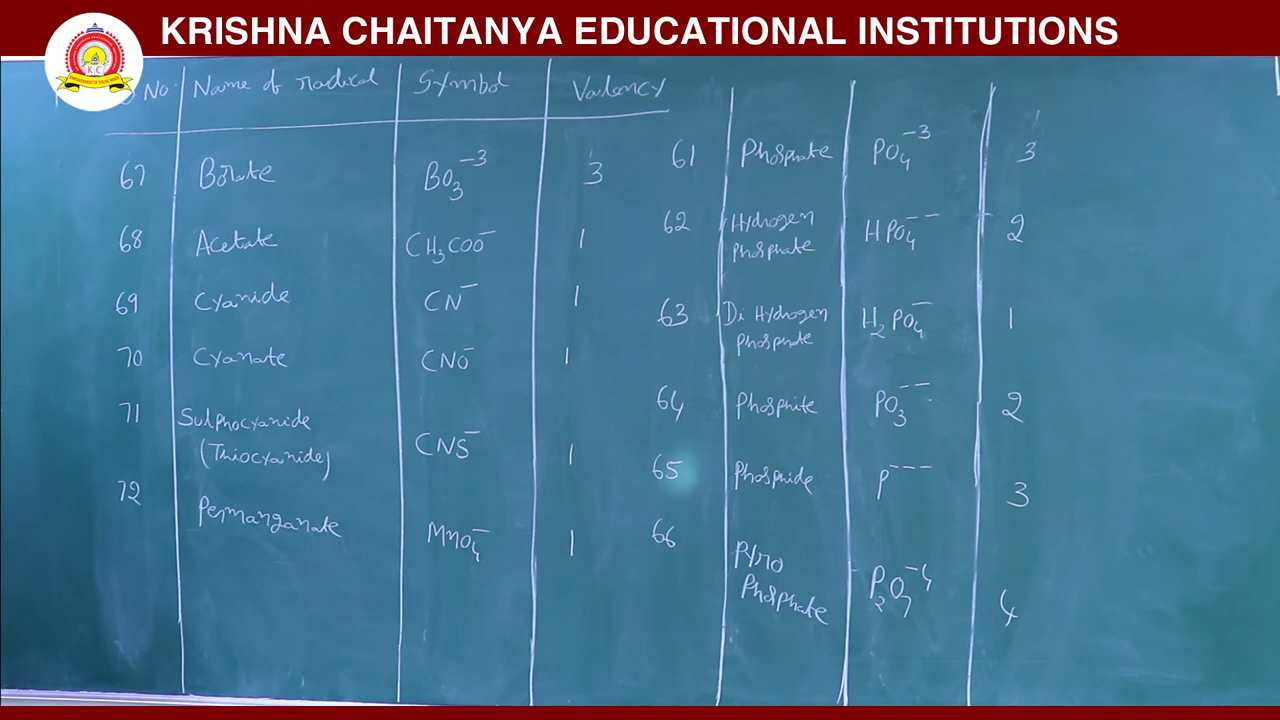 KRISHNA CHAITANYA EDUCATIONAL INSTITUTIONS
K C
No. Name of radical Symbol Valancy
67 Borate BO₃⁻³ 3
68 Acetate CH₃COO⁻ 1
69 Cyanide CN⁻ 1
70 Cyanate CNO⁻ 1
71 Sulphocyanide
(Thiocyanide) CNS⁻ 1
72 Permanganate MnO₄⁻ 1
61 Phosphate PO₄⁻³ 3
62 Hydrogen
Phosphate HPO₄⁻⁻ 2
63 Di Hydrogen
Phosphate H₂PO₄⁻ 1
64 Phosphite PO₃⁻⁻ 2
65 Phosphide P⁻⁻⁻ 3
66 Pyro
Phosphate P₂O₇⁻⁴ 4